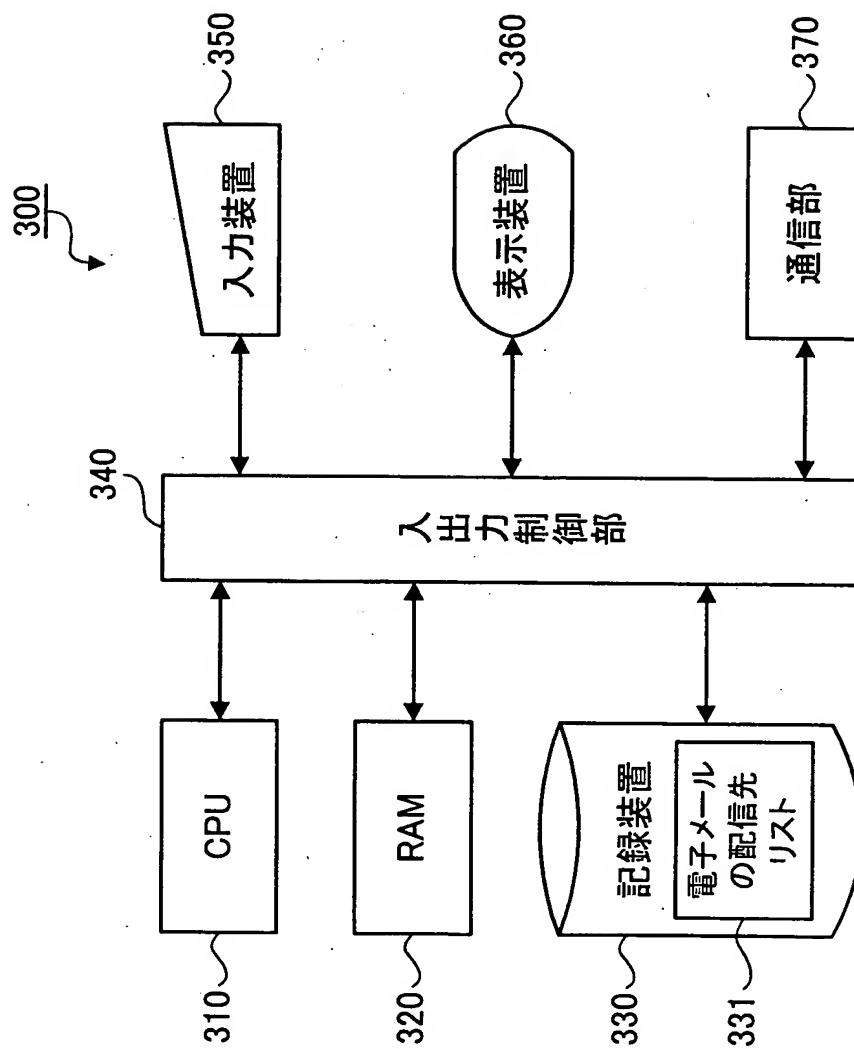 300
310
CPU
320
RAM
330
記録装置
331
電子メール
の配信先
リスト
340
入出力制御部
350
入力装置
360
表示装置
370
通信部